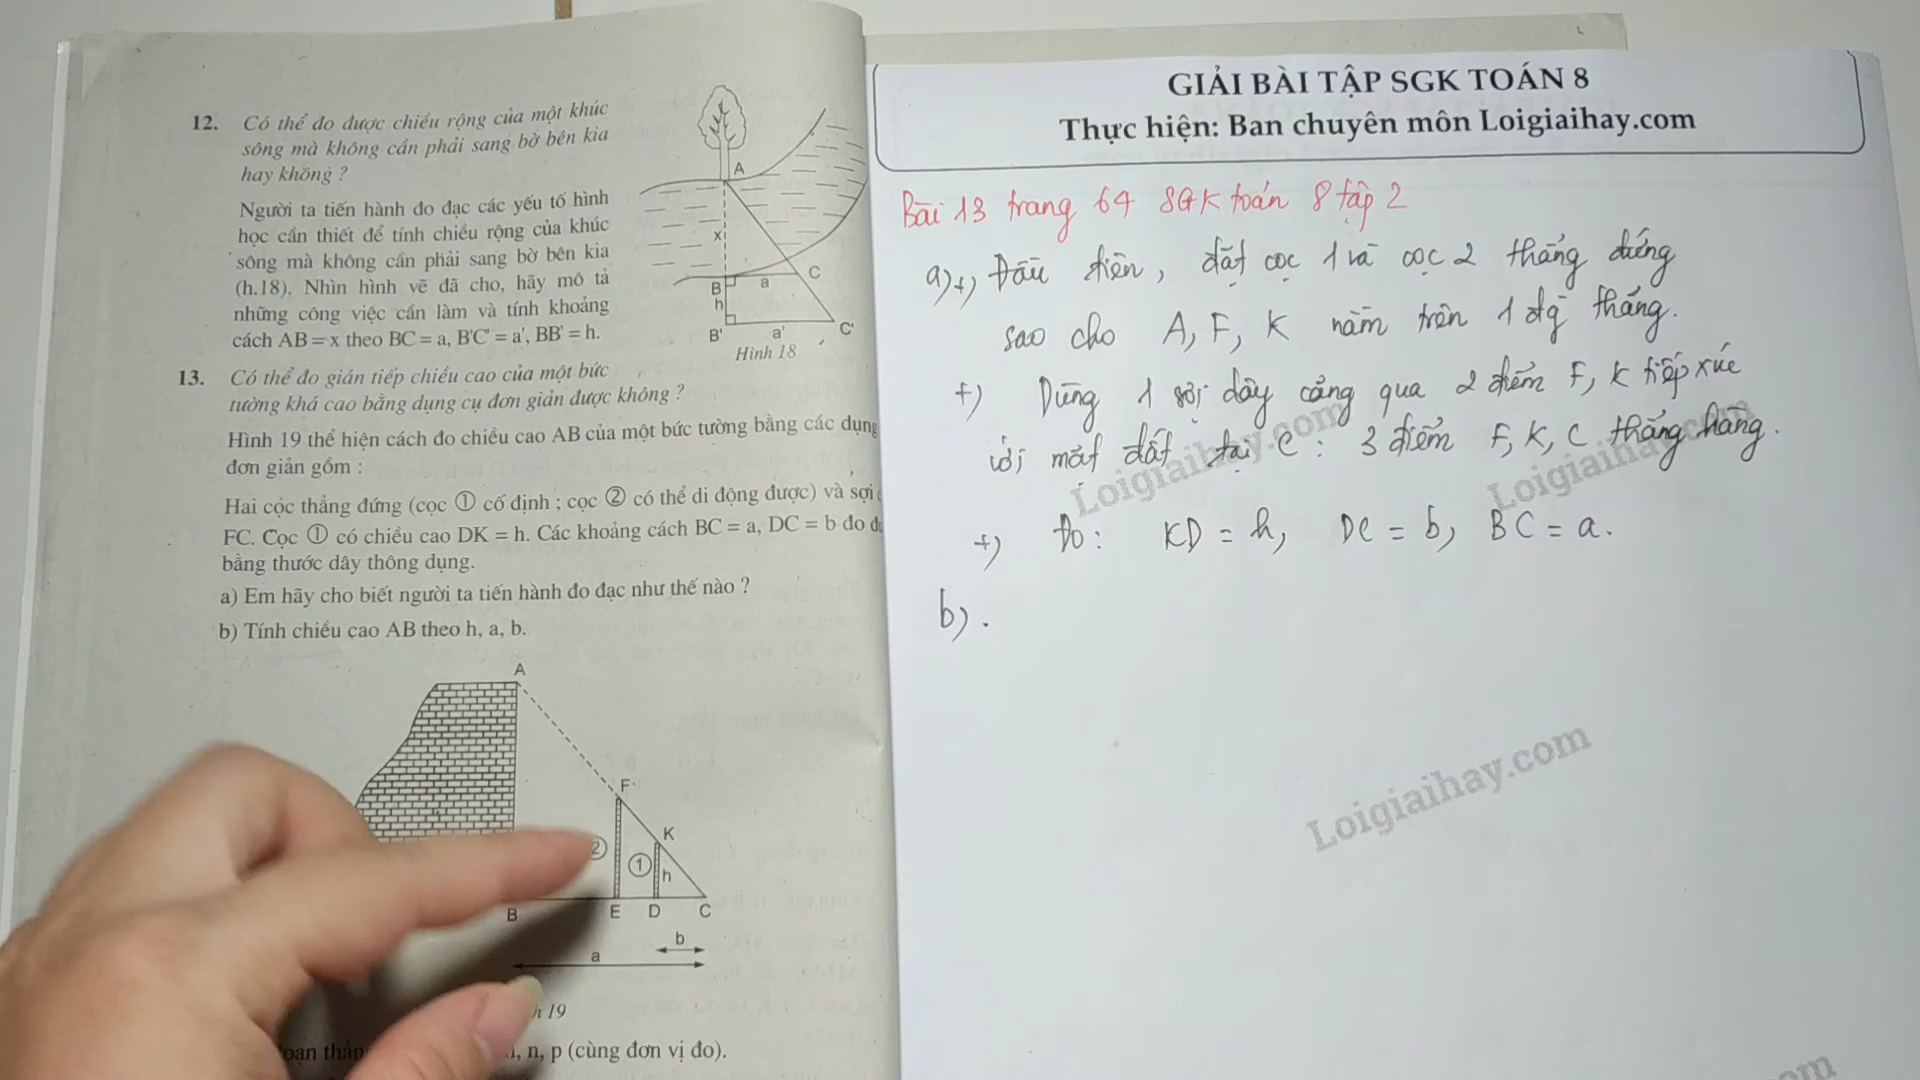 12. Có thể đo được chiều rộng của một khúc
sông mà không cần phải sang bờ bên kia
hay không ?
Người ta tiến hành đo đạc các yếu tố hình
học cần thiết để tính chiều rộng của khúc
sông mà không cần phải sang bờ bên kia
(h.18). Nhìn hình vẽ đã cho, hãy mô tả
những công việc cần làm và tính khoảng
cách AB = x theo BC = a, B'C' = a', BB' = h.
A
x
B
a
C
h
B'
a'
C'
Hình 18
13. Có thể đo gián tiếp chiều cao của một bức
tường khá cao bằng dụng cụ đơn giản được không ?
Hình 19 thể hiện cách đo chiều cao AB của một bức tường bằng các dụng
đơn giản gồm :
Hai cọc thẳng đứng (cọc ① cố định ; cọc ② có thể di động được) và sợi
FC. Cọc ① có chiều cao DK = h. Các khoảng cách BC = a, DC = b đo
bằng thước dây thông dụng.
a) Em hãy cho biết người ta tiến hành đo đạc như thế nào ?
b) Tính chiều cao AB theo h, a, b.
A
F
K
②
①
h
B
E
D
C
b
a
19
n, p (cùng đơn vị đo).
GIẢI BÀI TẬP SGK TOÁN 8
Thực hiện: Ban chuyên môn Loigiaihay.com
Bài 13 trang 64 SGK toán 8 tập 2
a) +) Đầu tiên, đặt cọc 1 và cọc 2 thẳng đứng
sao cho A, F, K nằm trên 1 đg thẳng.
+) Dùng 1 sợi dây căng qua 2 điểm F, K tiếp xúc
với mặt đất tại C : 3 điểm F, K, C thẳng hàng.
+) Đo : KD = h, DC = b, BC = a.
b) .
Loigiaihay.com
Loigiaihay.com
Loigiaihay.com